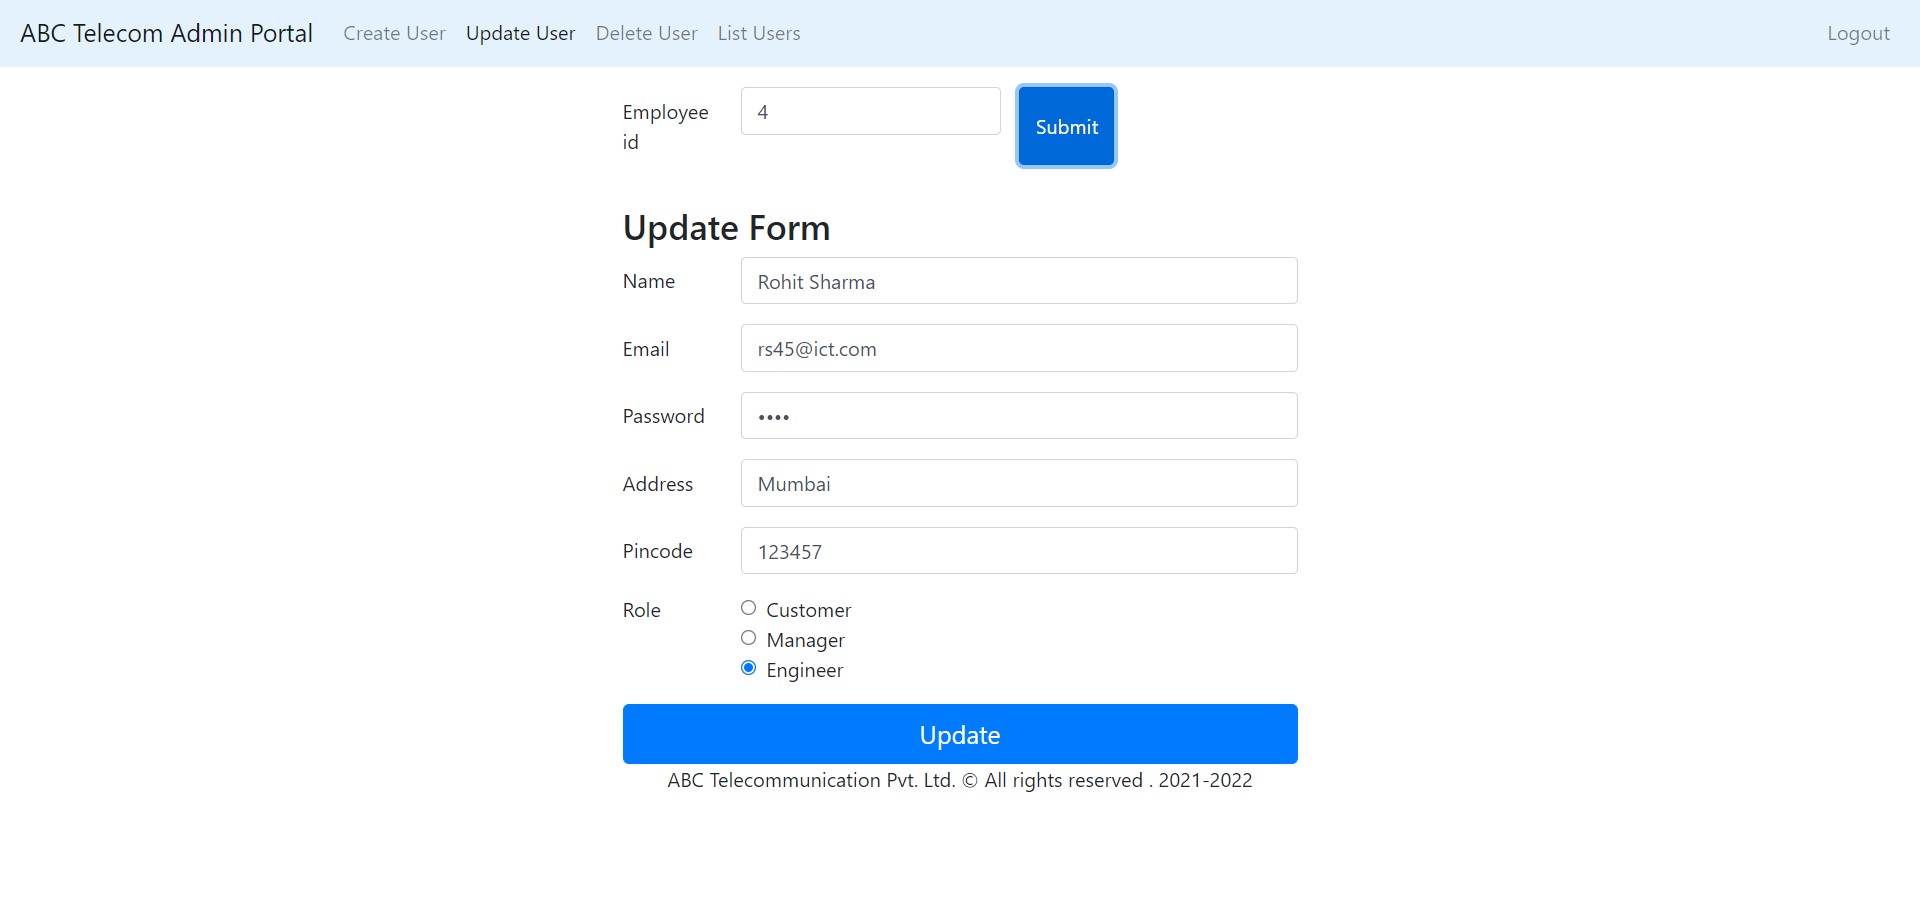 ABC Telecom Admin Portal Create User Update User Delete User List Users Logout
Employee id
4
Submit
Update Form
Name Rohit Sharma
Email rs45@ict.com
Password ••••
Address Mumbai
Pincode 123457
Role Customer
Manager
Engineer
Update
ABC Telecommunication Pvt. Ltd. © All rights reserved . 2021-2022